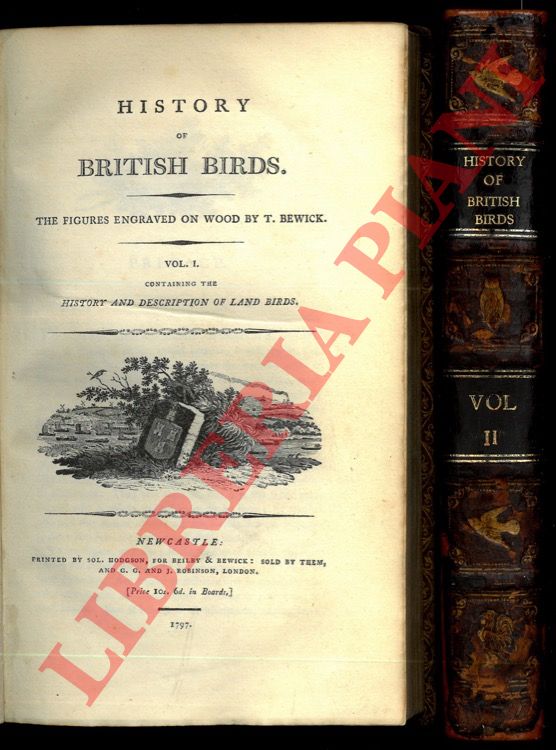 HISTORY
OF
BRITISH BIRDS.
THE FIGURES ENGRAVED ON WOOD BY T. BEWICK.
VOL. I.
CONTAINING THE
HISTORY AND DESCRIPTION OF LAND BIRDS.
NEWCASTLE:
PRINTED BY SOL. HODGSON, FOR BEILBY & BEWICK: SOLD BY THEM,
AND G. G. AND J. ROBINSON, LONDON.
[Price 10s. 6d. in Boards.]
1797.
HISTORY
OF
BRITISH
BIRDS
VOL
II
LIBRERIA PIANI